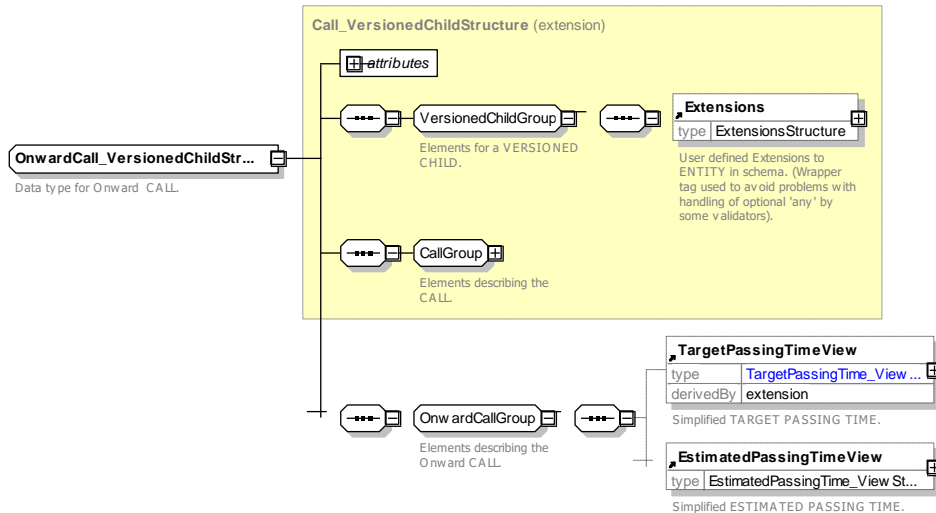 Call_VersionedChildStructure (extension)
attributes
VersionedChildGroup
Elements for a VERSIONED
CHILD.
Extensions
type ExtensionsStructure
User defined Extensions to
ENTITY in schema. (Wrapper
tag used to avoid problems with
handling of optional 'any' by
some validators).
OnwardCall_VersionedChildStr...
Data type for Onward CALL.
CallGroup
Elements describing the
CALL.
OnwardCallGroup
Elements describing the
Onward CALL.
TargetPassingTimeView
type TargetPassingTime_View ...
derivedBy extension
Simplified TARGET PASSING TIME.
EstimatedPassingTimeView
type EstimatedPassingTime_View St...
Simplified ESTIMATED PASSING TIME.